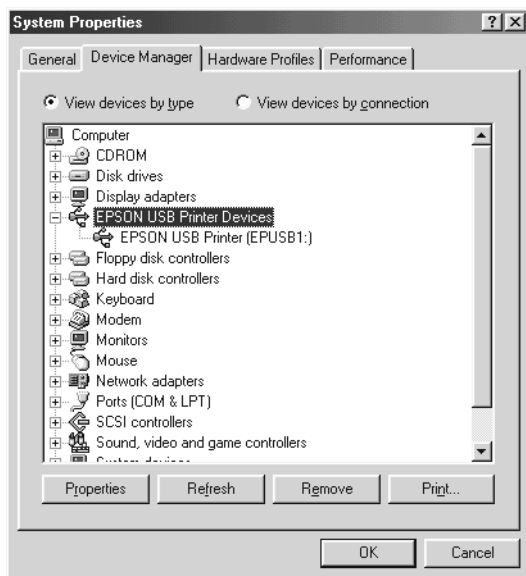 System Properties
General Device Manager Hardware Profiles Performance
View devices by type View devices by connection
Computer
CDROM
Disk drives
Display adapters
EPSON USB Printer Devices
EPSON USB Printer (EPUSB1:)
Floppy disk controllers
Hard disk controllers
Keyboard
Modem
Monitors
Mouse
Network adapters
Ports (COM & LPT)
SCSI controllers
Sound, video and game controllers
Properties Refresh Remove Print...
OK Cancel